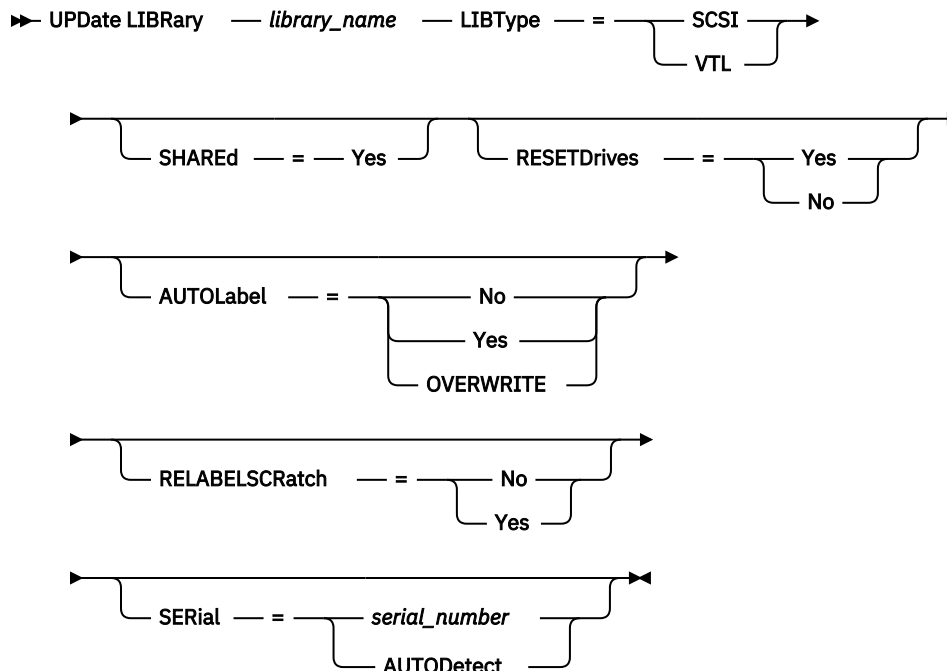 UPDate LIBRary library_name LIBType = SCSI
VTL
SHAREd = Yes RESETDrives = Yes
No
AUTOLabel = No
Yes
OVERWRITE
RELABELSCRatch = No
Yes
SERial = serial_number
AUTODetect